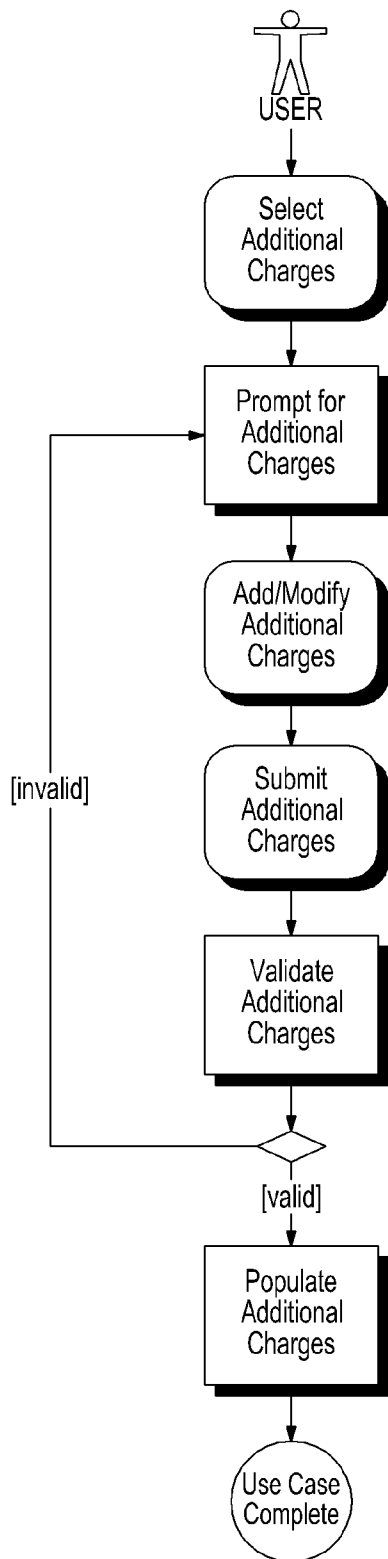 USER
Select
Additional
Charges
Prompt for
Additional
Charges
Add/Modify
Additional
Charges
[invalid]
Submit
Additional
Charges
Validate
Additional
Charges
[valid]
Populate
Additional
Charges
Use Case
Complete